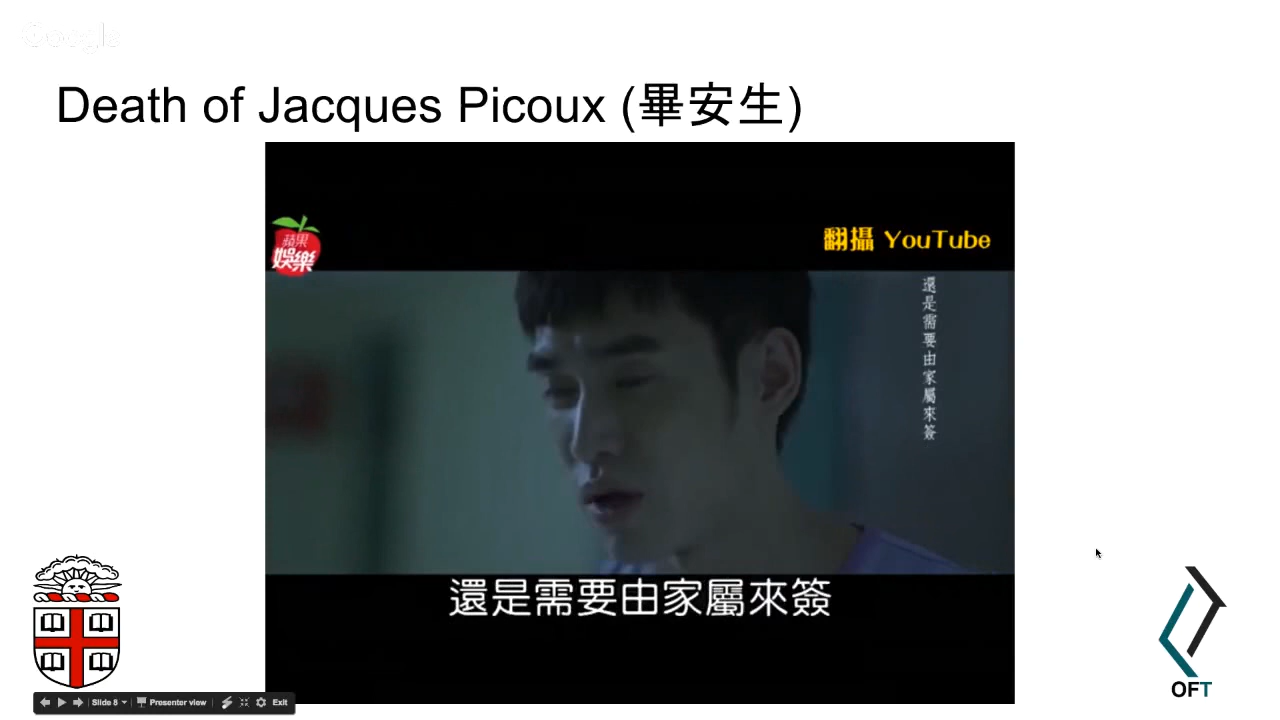 Google
Death of Jacques Picoux (畢安生)
蘋果
娛樂
翻攝 YouTube
還是需要由家屬來簽
還是需要由家屬來簽
OFT
Slide 8
Presenter view
Exit